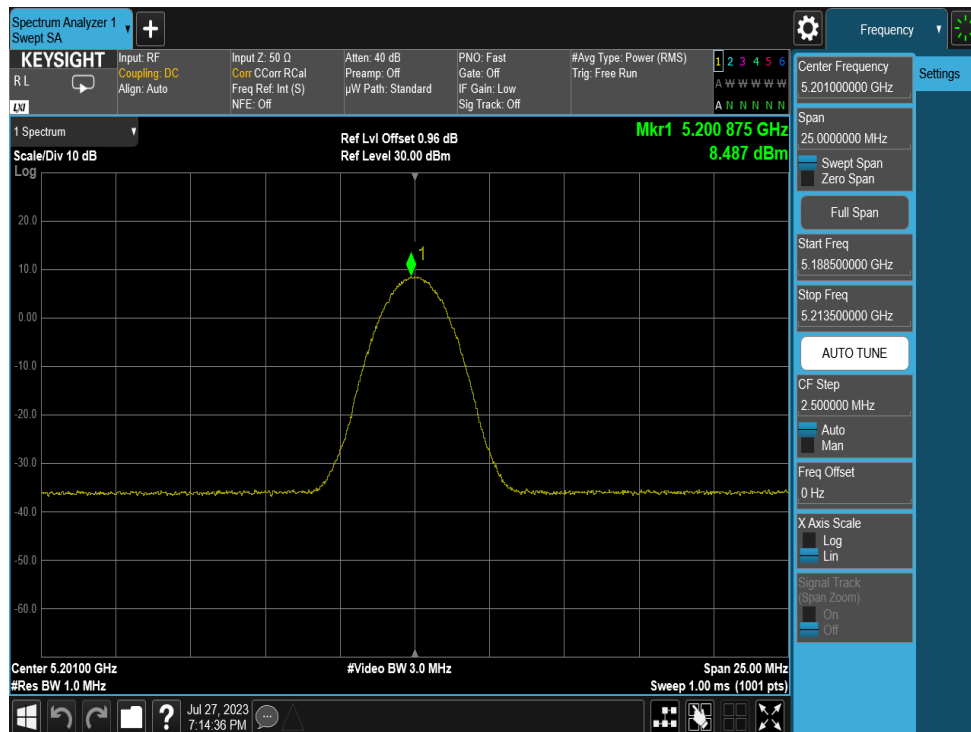 Spectrum Analyzer 1
Swept SA
+
Frequency
KEYSIGHT
R L
LXI
Input: RF
Coupling: DC
Align: Auto
Input Z: 50 Ω
Corr CCorr RCal
Freq Ref: Int (S)
NFE: Off
Atten: 40 dB
Preamp: Off
µW Path: Standard
PNO: Fast
Gate: Off
IF Gain: Low
Sig Track: Off
#Avg Type: Power (RMS)
Trig: Free Run
1 2 3 4 5 6
A W W W W W
A N N N N N
1 Spectrum
Scale/Div 10 dB
Log
Ref Lvl Offset 0.96 dB
Ref Level 30.00 dBm
Mkr1 5.200 875 GHz
8.487 dBm
1
20.0
10.0
0.00
-10.0
-20.0
-30.0
-40.0
-50.0
-60.0
Center 5.20100 GHz
#Res BW 1.0 MHz
#Video BW 3.0 MHz
Span 25.00 MHz
Sweep 1.00 ms (1001 pts)
Center Frequency
5.201000000 GHz
Settings
Span
25.0000000 MHz
Swept Span
Zero Span
Full Span
Start Freq
5.188500000 GHz
Stop Freq
5.213500000 GHz
AUTO TUNE
CF Step
2.500000 MHz
Auto
Man
Freq Offset
0 Hz
X Axis Scale
Log
Lin
Signal Track
(Span Zoom)
On
Off
?
Jul 27, 2023
7:14:36 PM